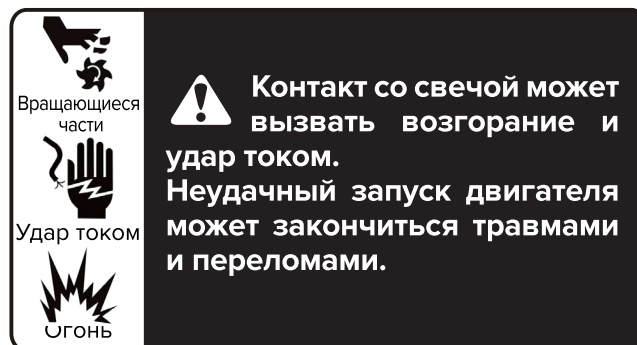 Вращающиеся
части
Удар током
Огонь
Контакт со свечой может
вызвать возгорание и
удар током.
Неудачный запуск двигателя
может закончиться травмами
и переломами.